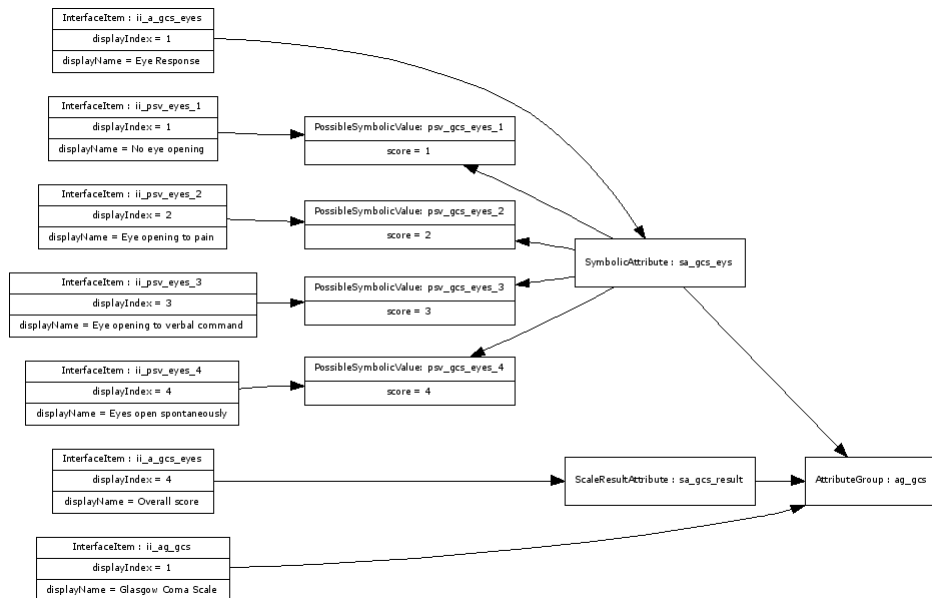 InterfaceItem : ii_a_gcs_eyes
displayIndex = 1
displayName = Eye Response
InterfaceItem : ii_psv_eyes_1
displayIndex = 1
displayName = No eye opening
PossibleSymbolicValue: psv_gcs_eyes_1
score = 1
InterfaceItem : ii_psv_eyes_2
displayIndex = 2
displayName = Eye opening to pain
PossibleSymbolicValue: psv_gcs_eyes_2
score = 2
SymbolicAttribute : sa_gcs_eys
InterfaceItem : ii_psv_eyes_3
displayIndex = 3
displayName = Eye opening to verbal command
PossibleSymbolicValue: psv_gcs_eyes_3
score = 3
InterfaceItem : ii_psv_eyes_4
displayIndex = 4
displayName = Eyes open spontaneously
PossibleSymbolicValue: psv_gcs_eyes_4
score = 4
InterfaceItem : ii_a_gcs_eyes
displayIndex = 4
displayName = Overall score
ScaleResultAttribute : sa_gcs_result
AttributeGroup : ag_gcs
InterfaceItem : ii_ag_gcs
displayIndex = 1
displayName = Glasgow Coma Scale